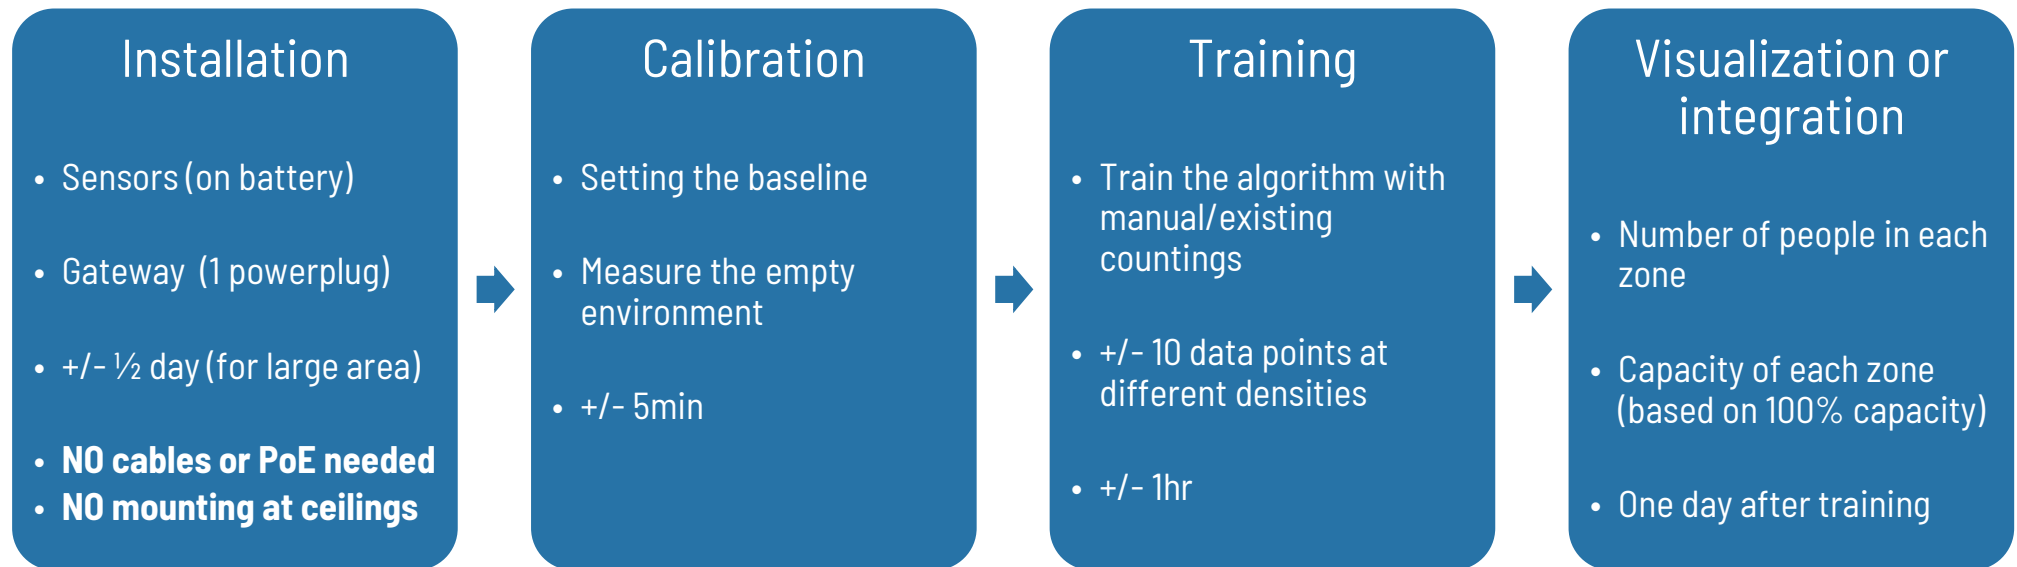 Installation
• Sensors (on battery)
• Gateway  (1 powerplug)
• +/- ½ day (for large area)
• NO cables or PoE needed
• NO mounting at ceilings
Calibration
• Setting the baseline
• Measure the empty
environment
• +/- 5min
Training
• Train the algorithm with
manual/existing
countings
• +/- 10 data points at
different densities
• +/- 1hr
Visualization or
integration
• Number of people in each
zone
• Capacity of each zone
(based on 100% capacity)
• One day after training